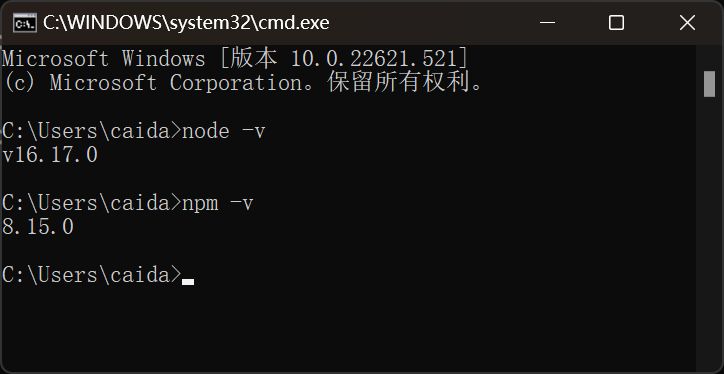 C:\WINDOWS\system32\cmd.exe
Microsoft Windows [版本 10.0.22621.521]
(c) Microsoft Corporation。保留所有权利。
C:\Users\caida>node -v
v16.17.0
C:\Users\caida>npm -v
8.15.0
C:\Users\caida>